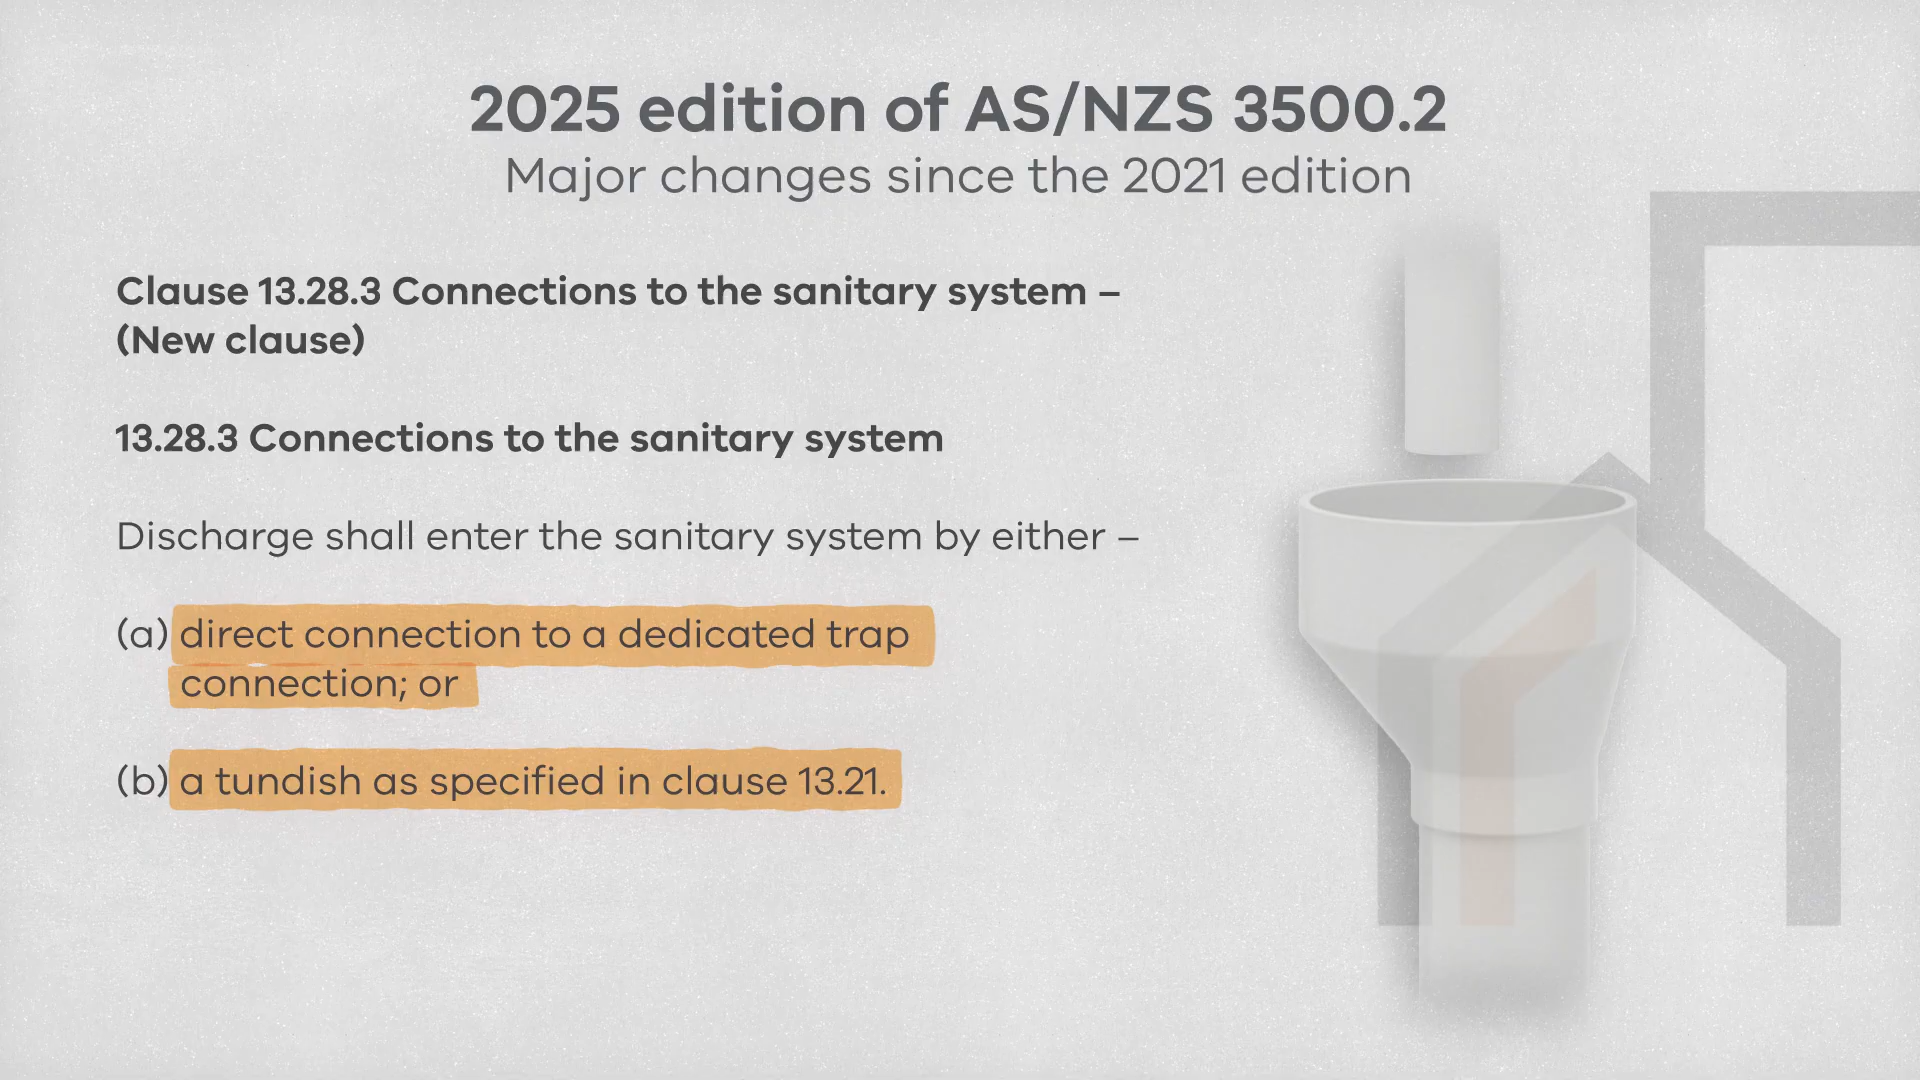 2025 edition of AS/NZS 3500.2
Major changes since the 2021 edition
Clause 13.28.3 Connections to the sanitary system –
(New clause)
13.28.3 Connections to the sanitary system
Discharge shall enter the sanitary system by either –
(a) direct connection to a dedicated trap
connection; or
(b) a tundish as specified in clause 13.21.